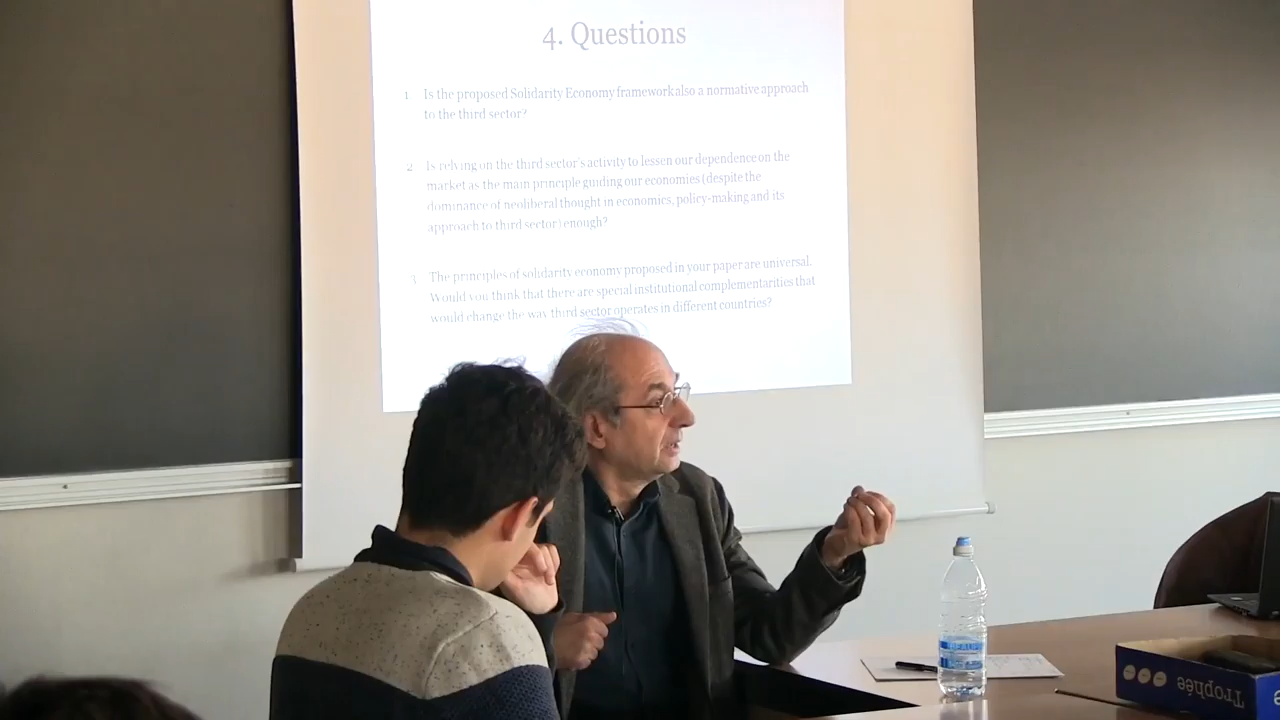 4. Questions
1 Is the proposed Solidarity Economy framework also a normative approach
to the third sector?
2 Is relying on the third sector's activity to lessen our dependence on the
market as the main principle guiding our economies (despite the
dominance of neoliberal thought in economics, policy-making and its
approach to third sector) enough?
3 The principles of solidarity economy proposed in your paper are universal.
Would you think that there are special institutional complementarities that
would change the way third sector operates in different countries?
Trophée